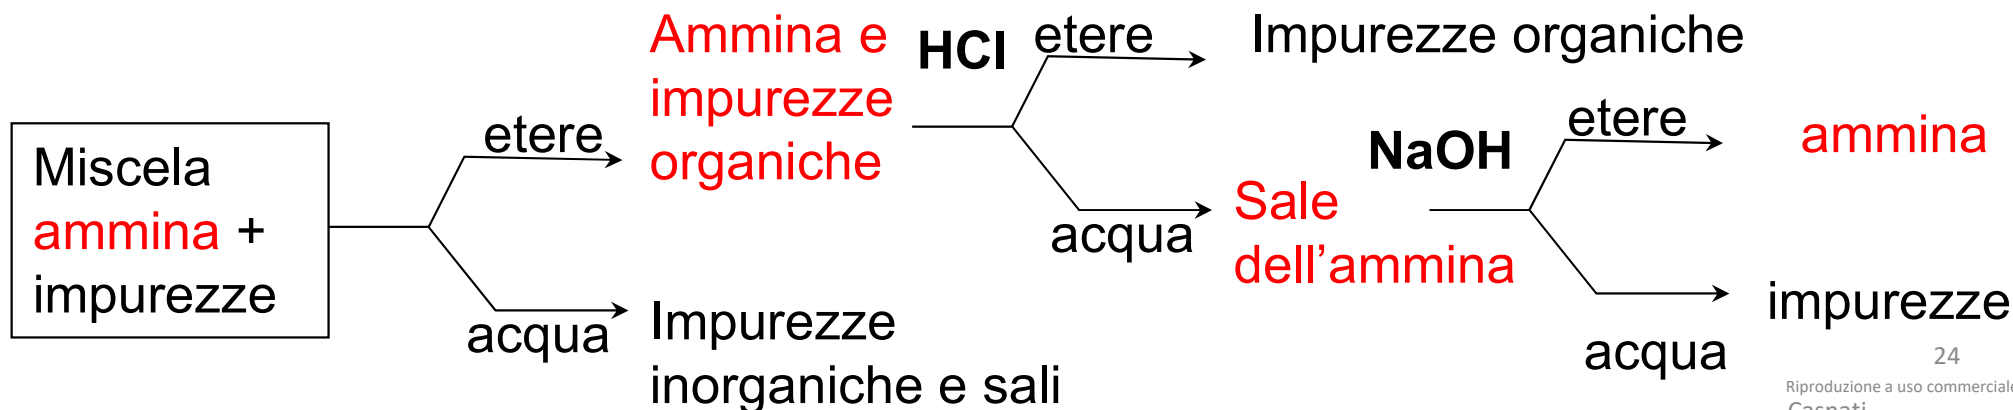 Miscela
ammina +
impurezze
etere
acqua
Ammina e
impurezze
organiche
Impurezze
inorganiche e sali
HCl
etere
acqua
Impurezze organiche
Sale
dell’ammina
NaOH
etere
acqua
ammina
impurezze
24
Riproduzione a uso commerciale